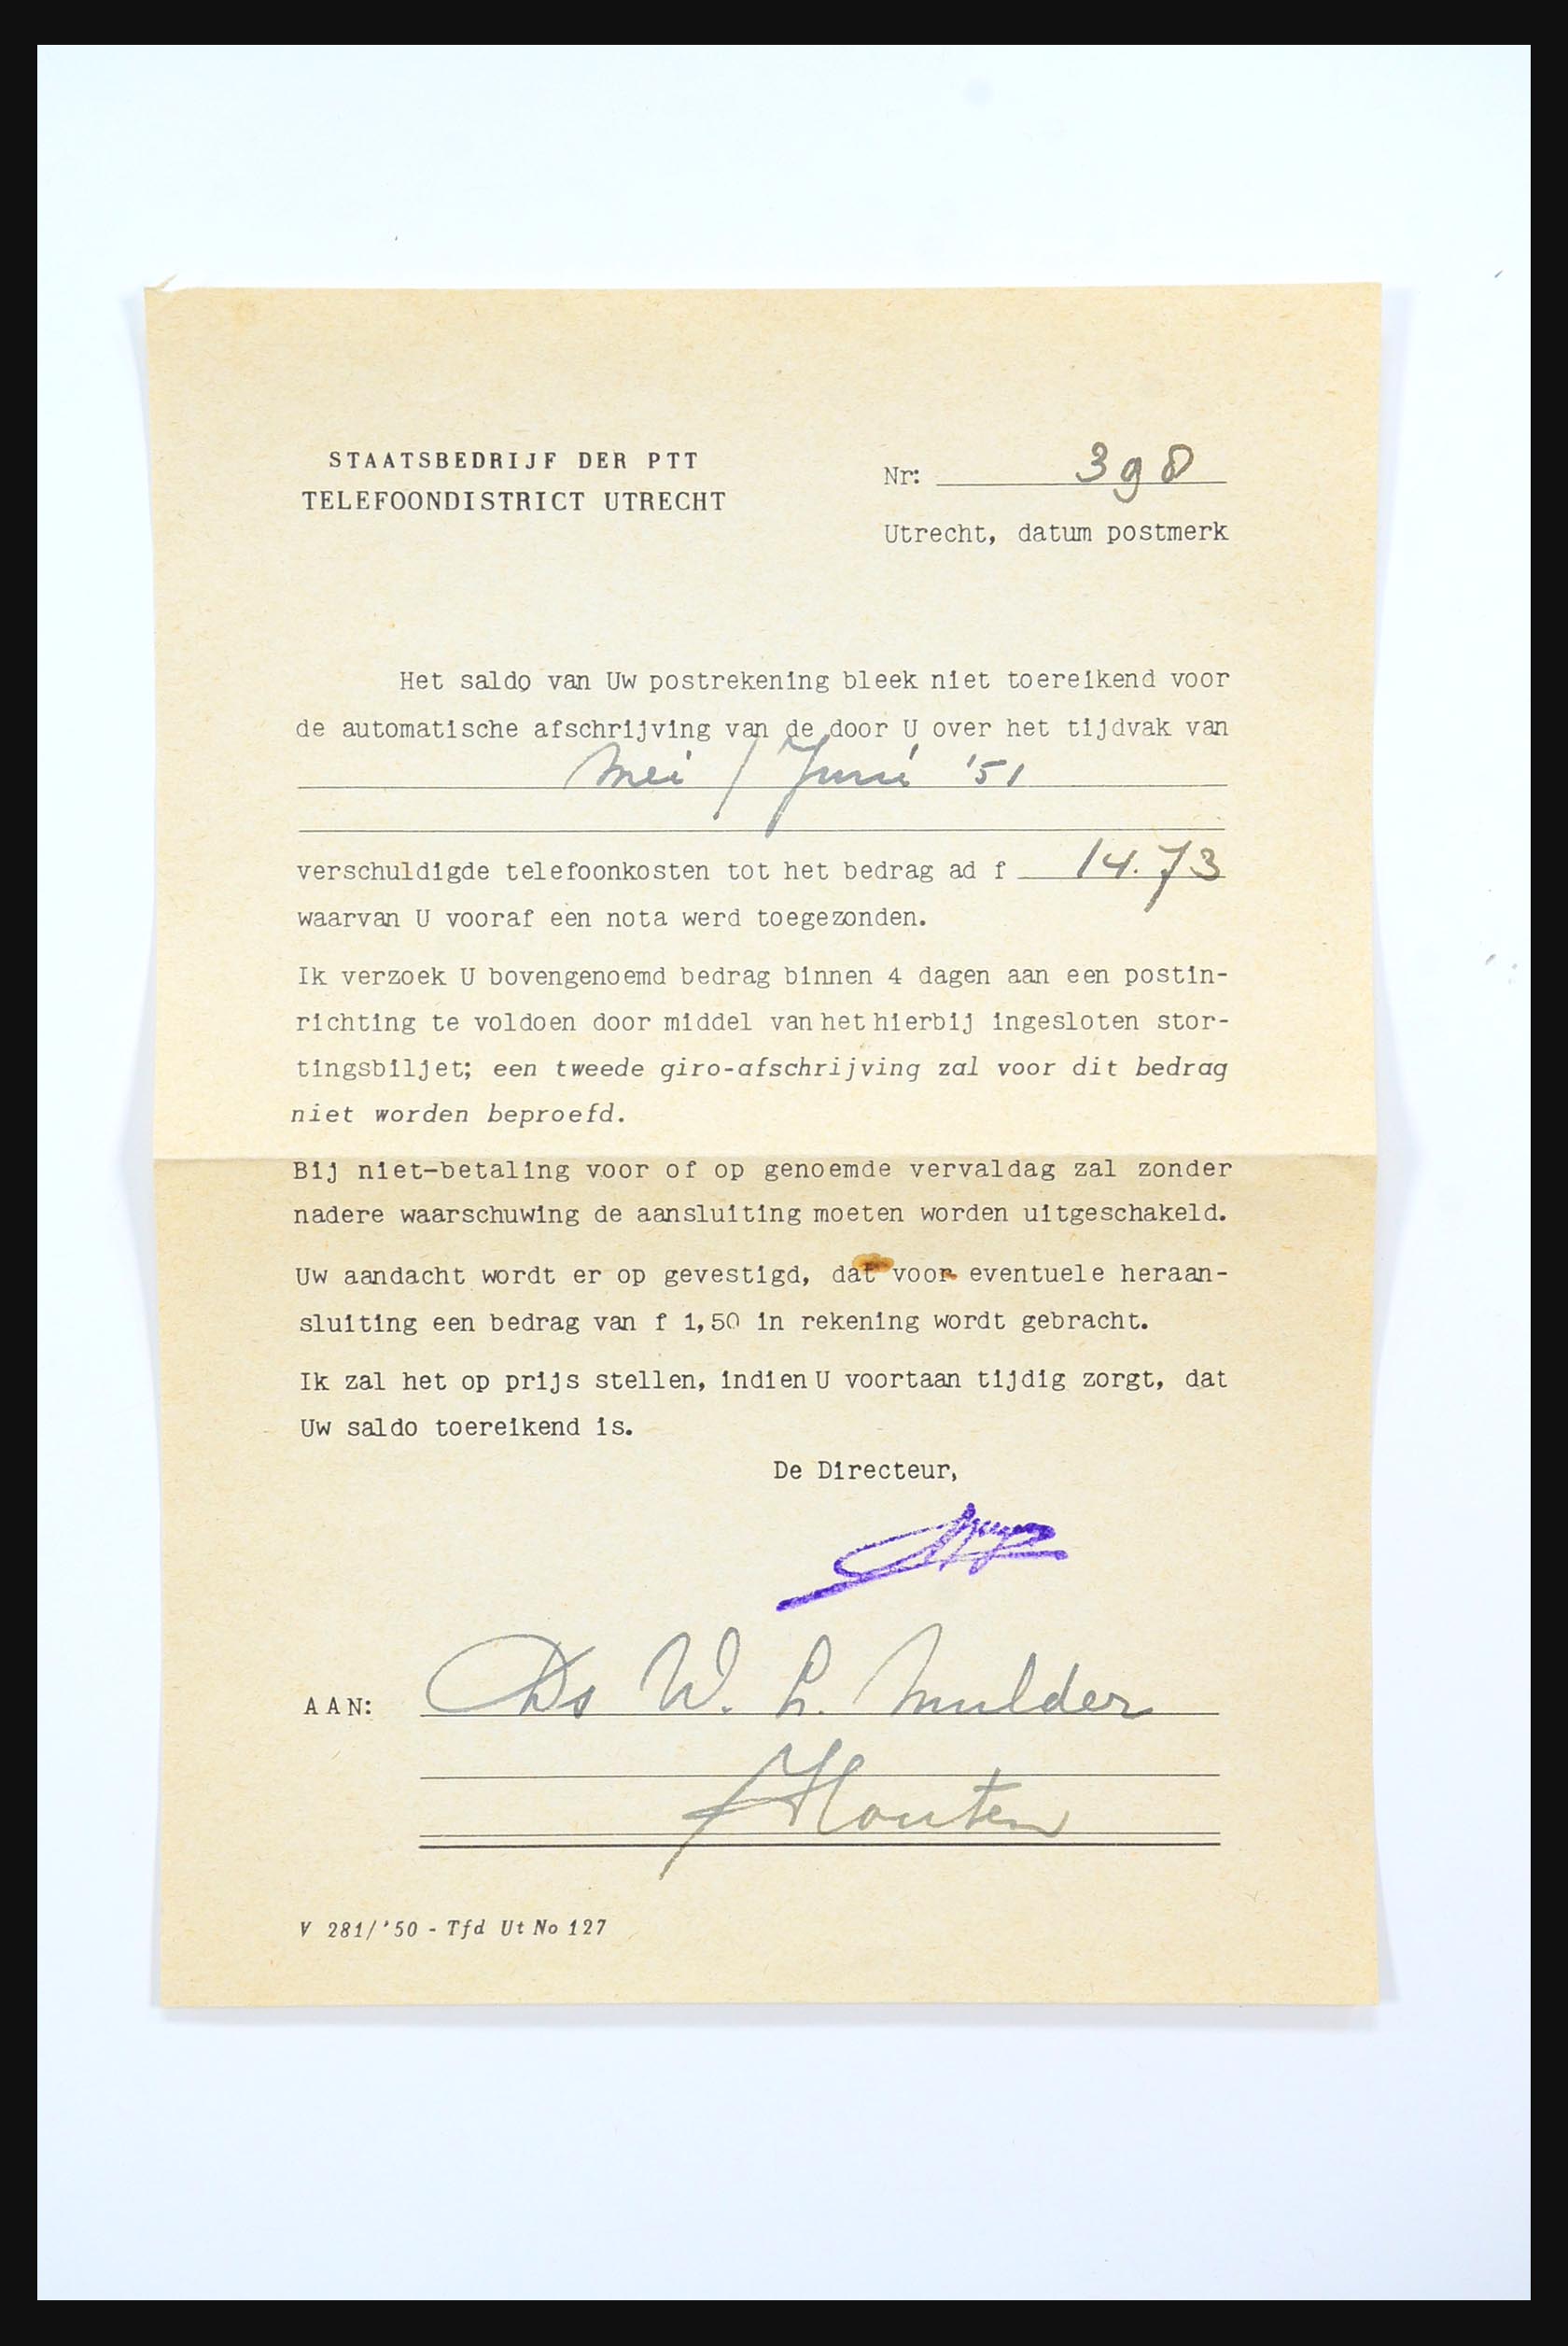 STAATSBEDRIJF DER PTT
TELEFOONDISTRICT UTRECHT
Nr: 398
Utrecht, datum postmerk
Het saldo van Uw postrekening bleek niet toereikend voor
de automatische afschrijving van de door U over het tijdvak van
Mei / Juni '51
verschuldigde telefoonkosten tot het bedrag ad f 14.73
waarvan U vooraf een nota werd toegezonden.
Ik verzoek U bovengenoemd bedrag binnen 4 dagen aan een postin-
richting te voldoen door middel van het hierbij ingesloten stor-
tingsbiljet; een tweede giro-afschrijving zal voor dit bedrag
niet worden beproefd.
Bij niet-betaling voor of op genoemde vervaldag zal zonder
nadere waarschuwing de aansluiting moeten worden uitgeschakeld.
Uw aandacht wordt er op gevestigd, dat voor eventuele heraan-
sluiting een bedrag van f 1,50 in rekening wordt gebracht.
Ik zal het op prijs stellen, indien U voortaan tijdig zorgt, dat
Uw saldo toereikend is.
De Directeur,
AAN: Ds W. L. Mulder
Houten
V 281/'50 - Tfd Ut No 127